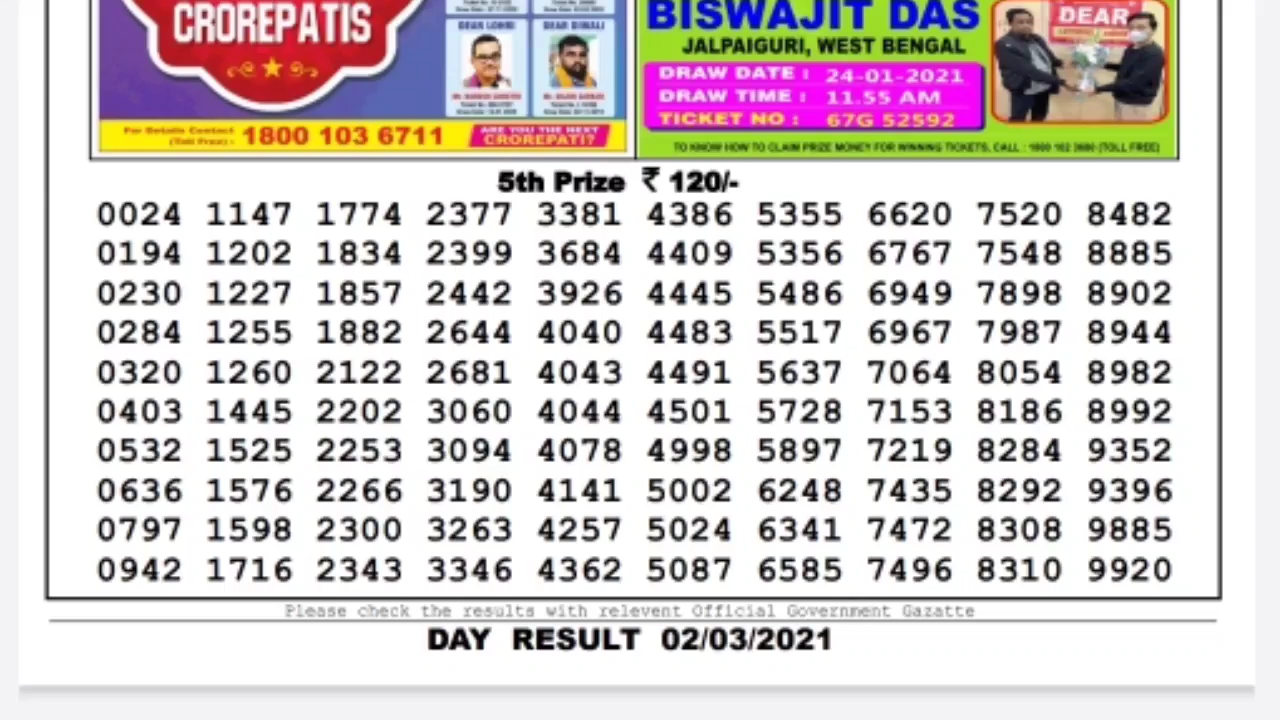 CROREPATIS
DEAR LOHRI
DEAR DIWALI
For Details Contact
(Toll Free) :- 1800 103 6711
ARE YOU THE NEXT
CROREPATI?
BISWAJIT DAS
JALPAIGURI, WEST BENGAL
DRAW DATE : 24-01-2021
DRAW TIME : 11.55 AM
TICKET NO : 67G 52592
DEAR
TO KNOW HOW TO CLAIM PRIZE MONEY FOR WINNING TICKETS, CALL :
(TOLL FREE)
5th Prize ₹ 120/-
0024 1147 1774 2377 3381 4386 5355 6620 7520 8482
0194 1202 1834 2399 3684 4409 5356 6767 7548 8885
0230 1227 1857 2442 3926 4445 5486 6949 7898 8902
0284 1255 1882 2644 4040 4483 5517 6967 7987 8944
0320 1260 2122 2681 4043 4491 5637 7064 8054 8982
0403 1445 2202 3060 4044 4501 5728 7153 8186 8992
0532 1525 2253 3094 4078 4998 5897 7219 8284 9352
0636 1576 2266 3190 4141 5002 6248 7435 8292 9396
0797 1598 2300 3263 4257 5024 6341 7472 8308 9885
0942 1716 2343 3346 4362 5087 6585 7496 8310 9920
Please check the results with relevent Official Government Gazatte
DAY RESULT 02/03/2021